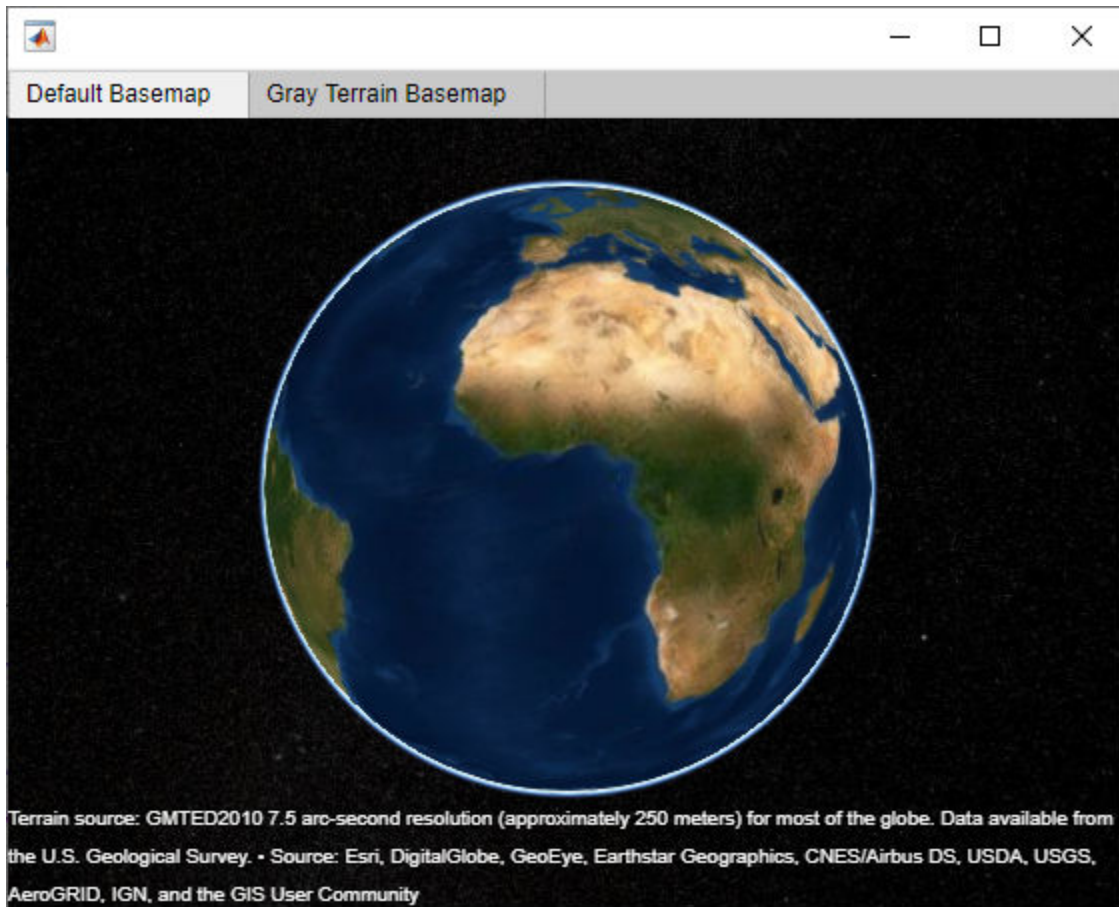 Default Basemap
Gray Terrain Basemap
Terrain source: GMTED2010 7.5 arc-second resolution (approximately 250 meters) for most of the globe. Data available from
the U.S. Geological Survey. • Source: Esri, DigitalGlobe, GeoEye, Earthstar Geographics, CNES/Airbus DS, USDA, USGS,
AeroGRID, IGN, and the GIS User Community